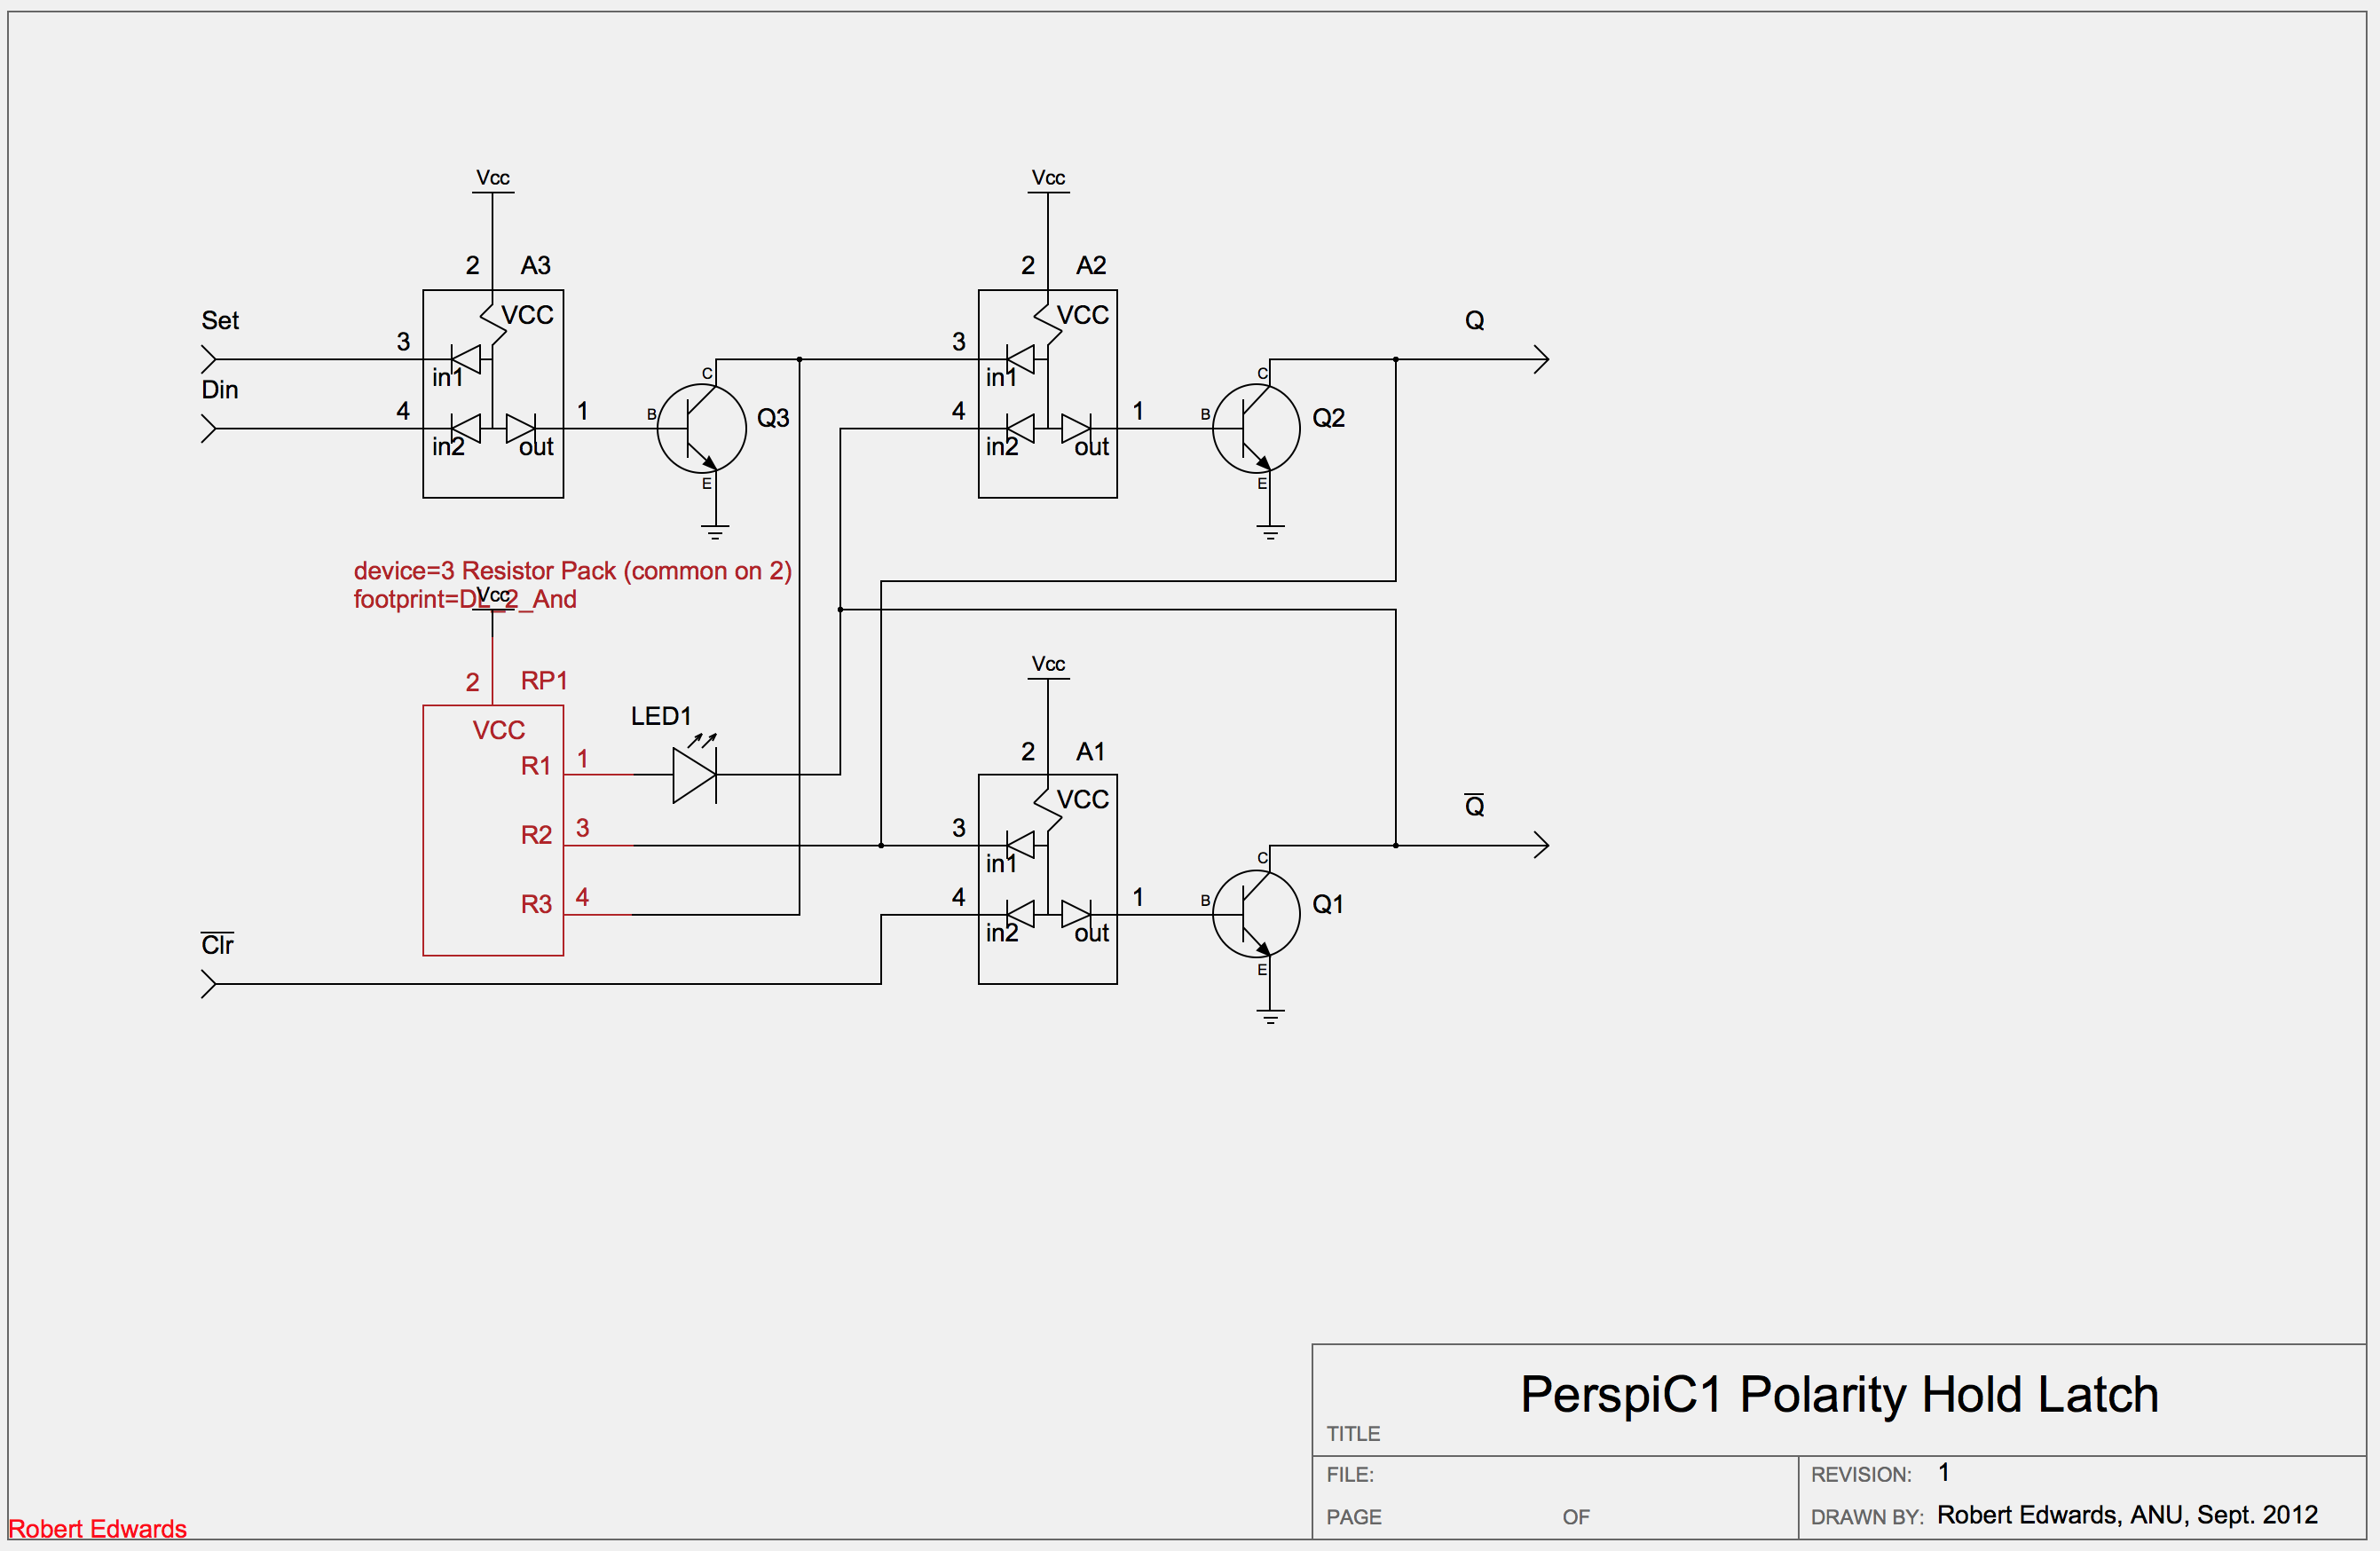 Vcc
Vcc
2 A3
2 A2
VCC
VCC
Set
Q
3
3
in1
C
in1
C
Din
4
1
B
Q3
4
1
B
Q2
in2
out
in2
out
E
E
device=3 Resistor Pack (common on 2)
footprint=DL_2_And
Vcc
Vcc
2 RP1
LED1
VCC
2 A1
R1 1
VCC
Q
R2 3
3
in1
C
R3 4
4
1
B
Q1
in2
out
Clr
E
PerspiC1 Polarity Hold Latch
TITLE
FILE:
REVISION: 1
PAGE OF
DRAWN BY: Robert Edwards, ANU, Sept. 2012
Robert Edwards